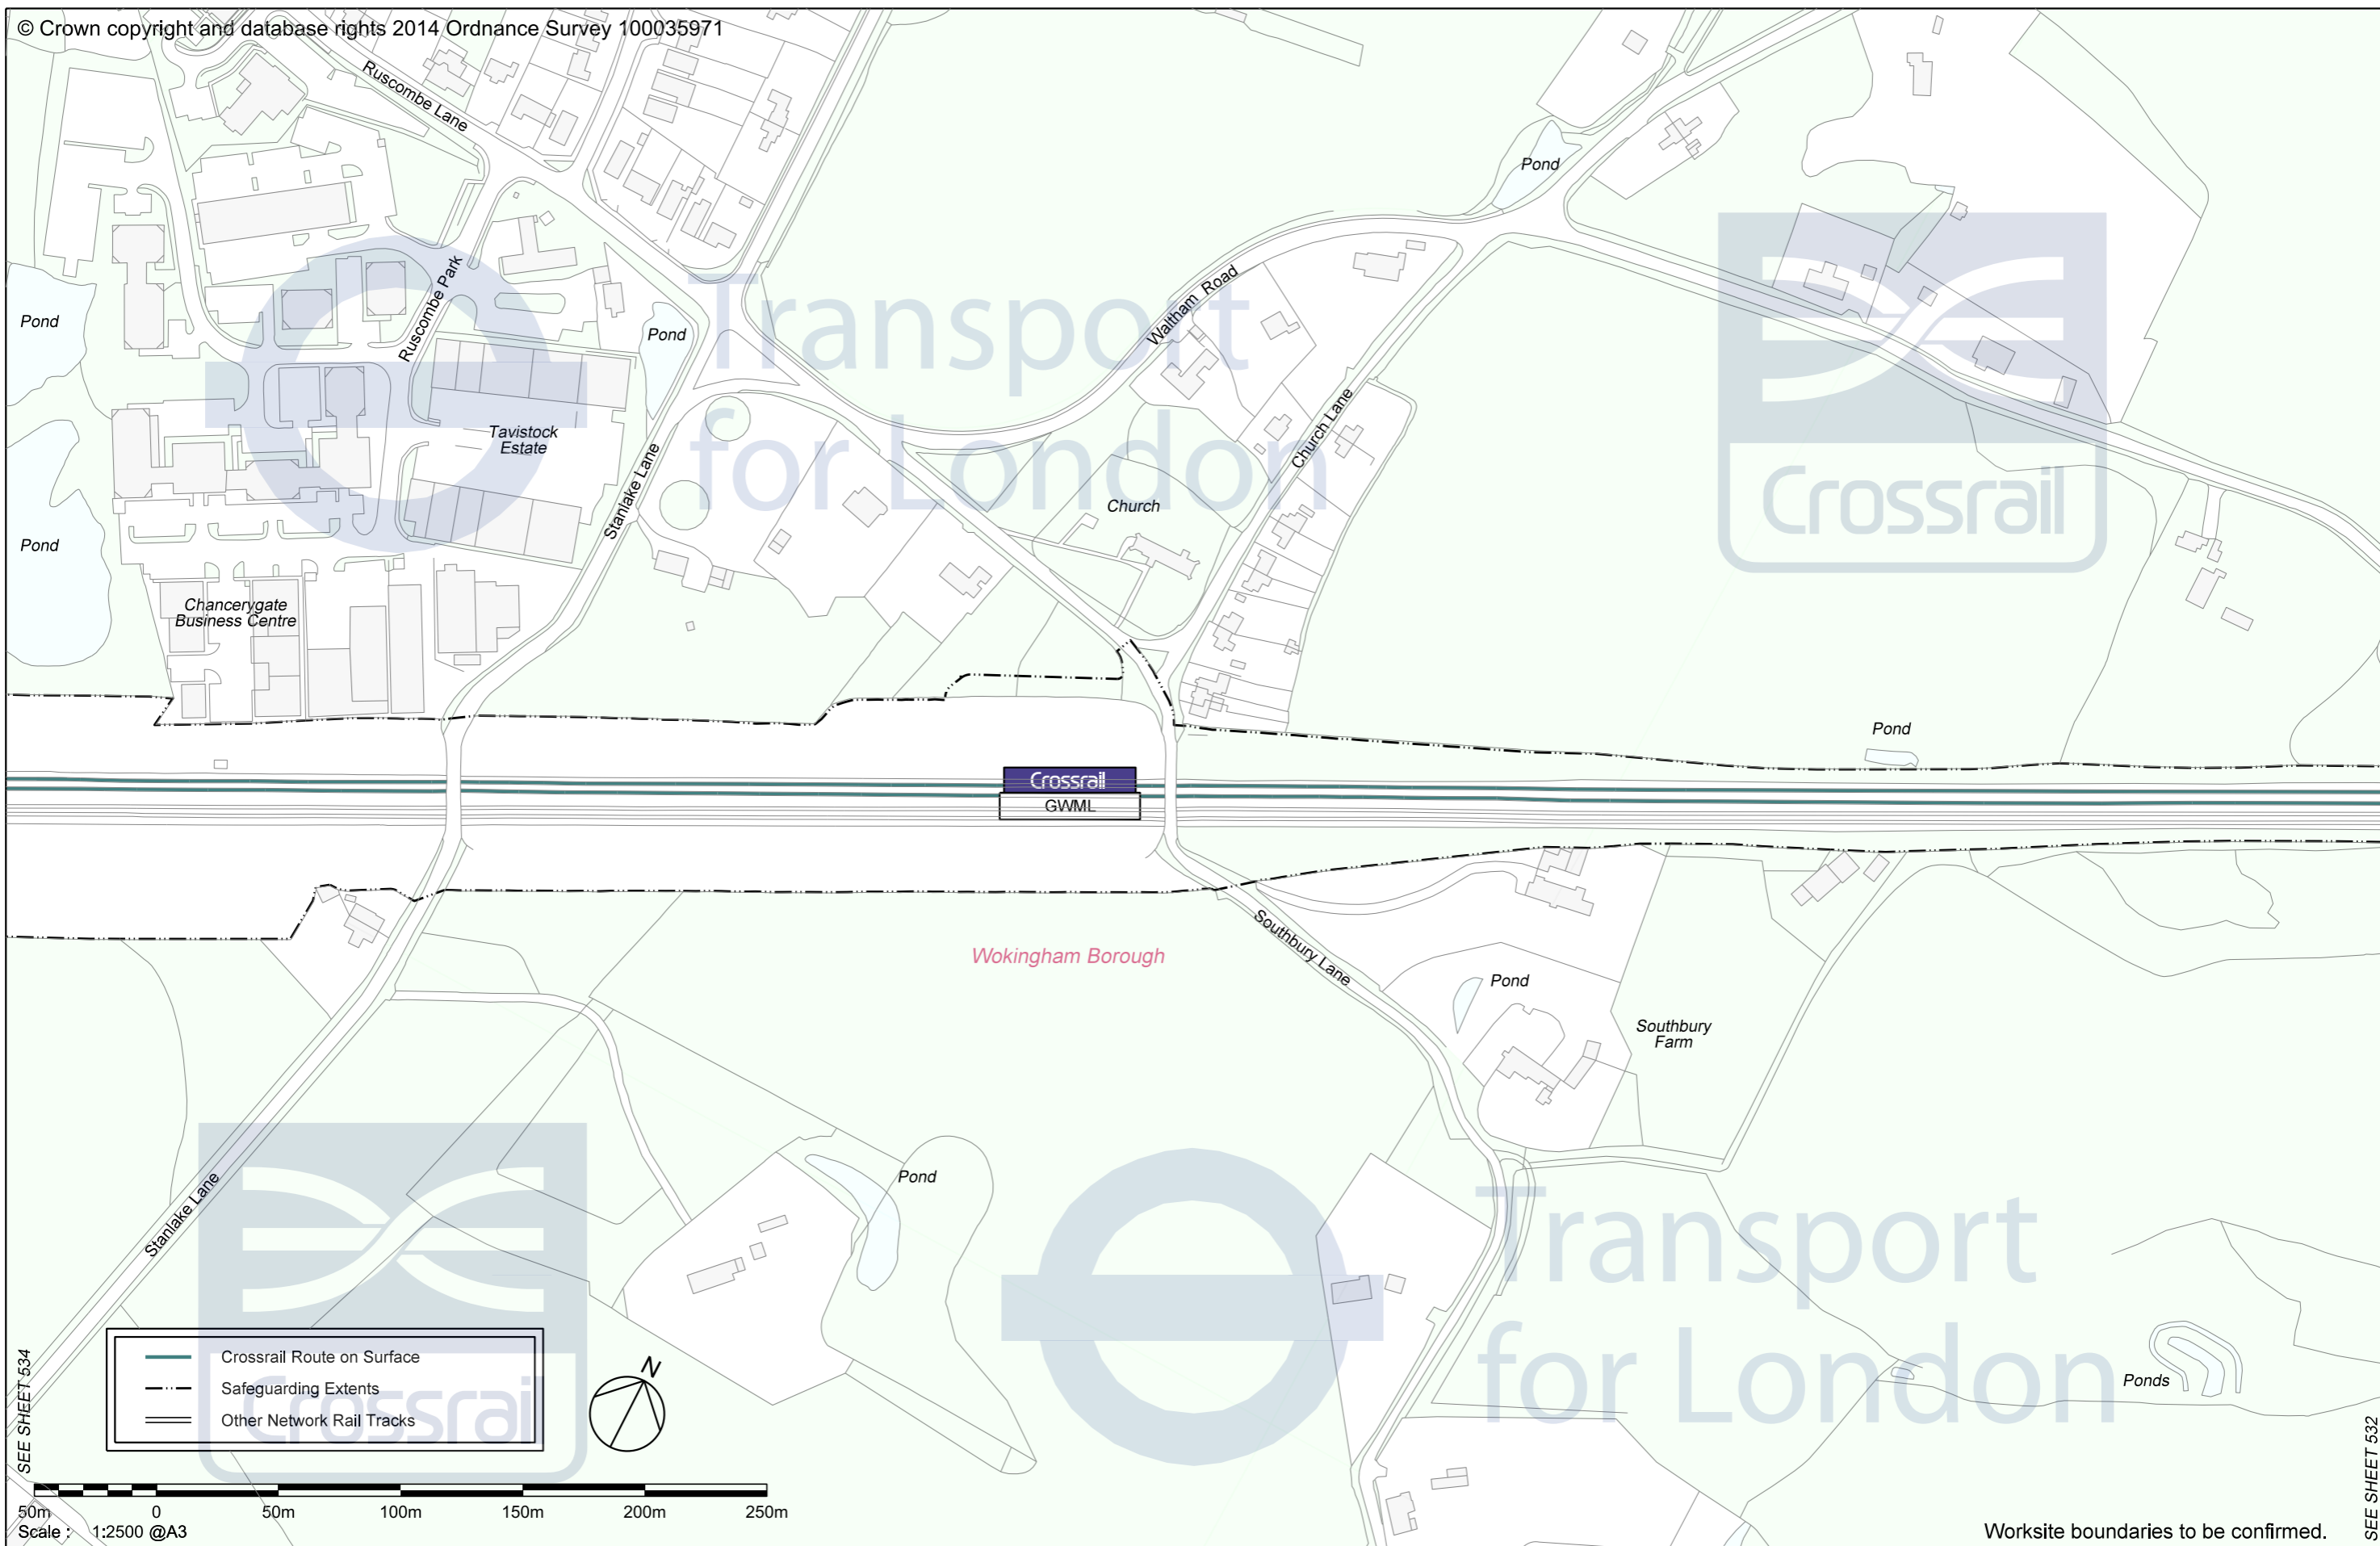 © Crown copyright and database rights 2014 Ordnance Survey 100035971
Ruscombe Lane
Pond
Transport
for London
Crossrail
Pond
Ruscombe Park
Pond
Waltham Road
Tavistock
Estate
Stanlake Lane
Church Lane
Church
Pond
Chancerygate
Business Centre
Pond
Crossrail
GWML
Wokingham Borough
Southbury Lane
Pond
Southbury
Farm
Pond
Stanlake Lane
Transport
for London
Ponds
Crossrail
Crossrail Route on Surface
Safeguarding Extents
Other Network Rail Tracks
N
SEE SHEET 534
SEE SHEET 532
50m 0 50m 100m 150m 200m 250m
Scale : 1:2500 @A3
Worksite boundaries to be confirmed.